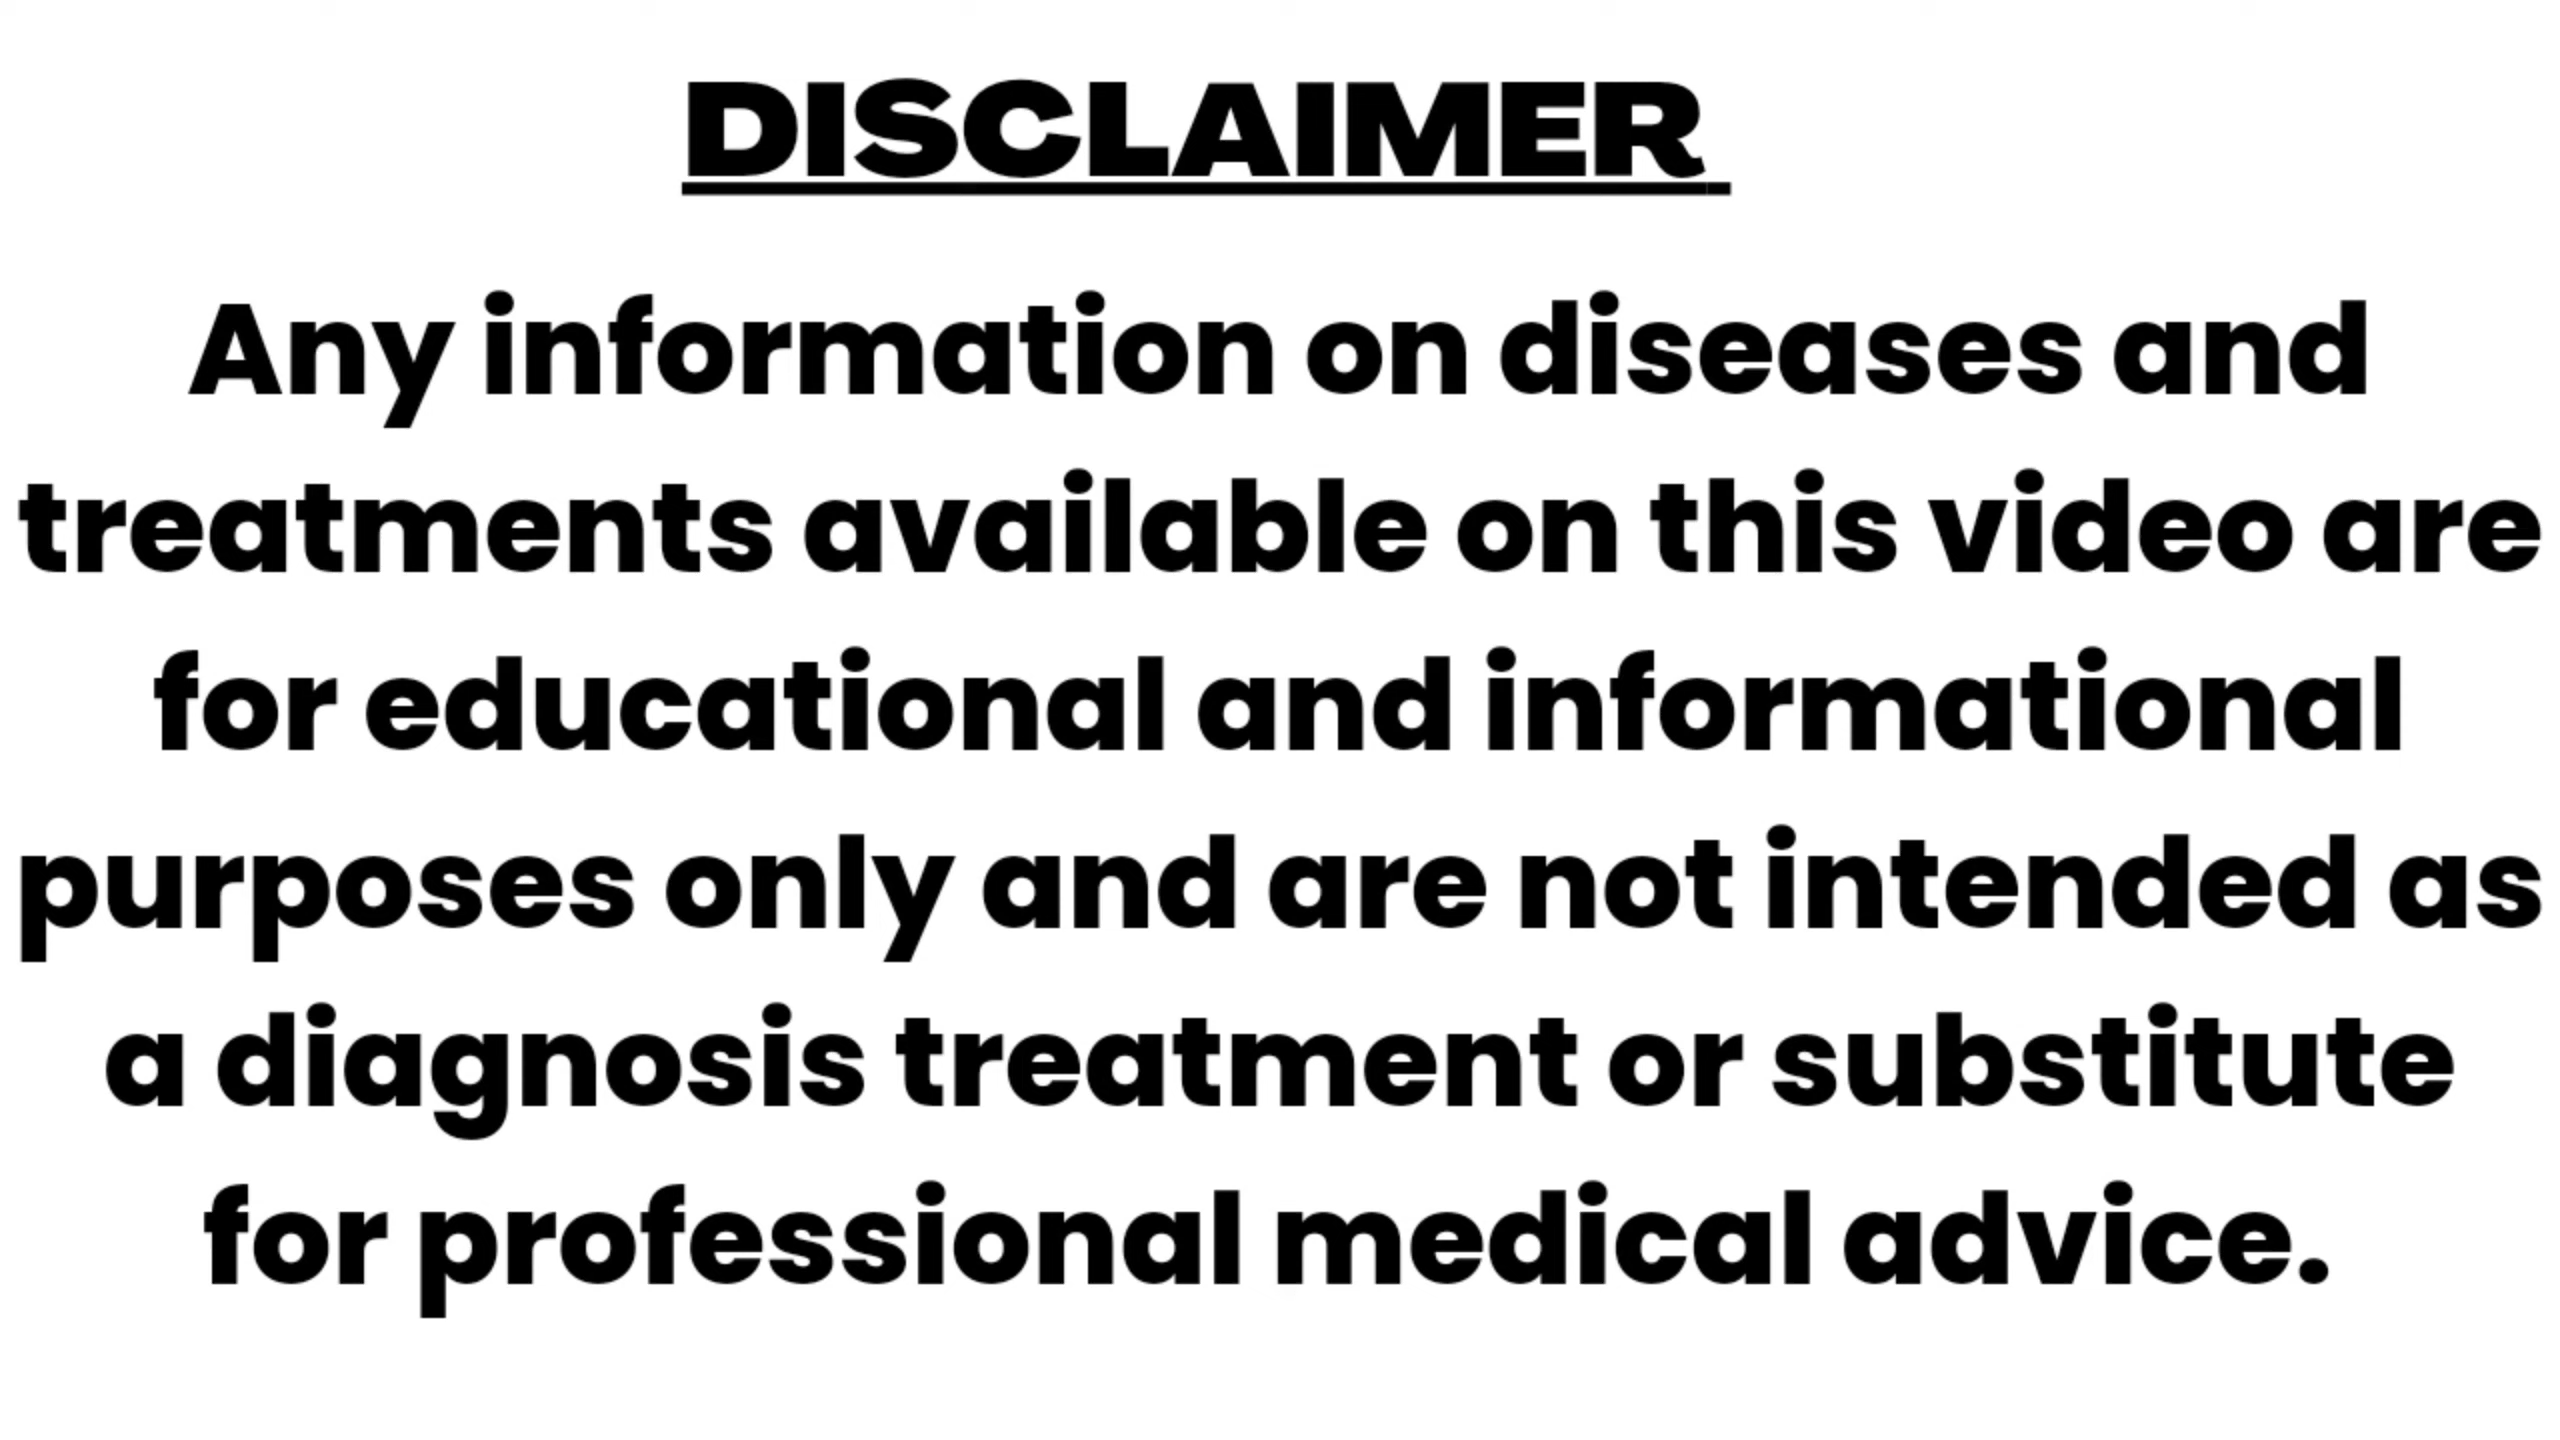 DISCLAIMER
Any information on diseases and
treatments available on this video are
for educational and informational
purposes only and are not intended as
a diagnosis treatment or substitute
for professional medical advice.